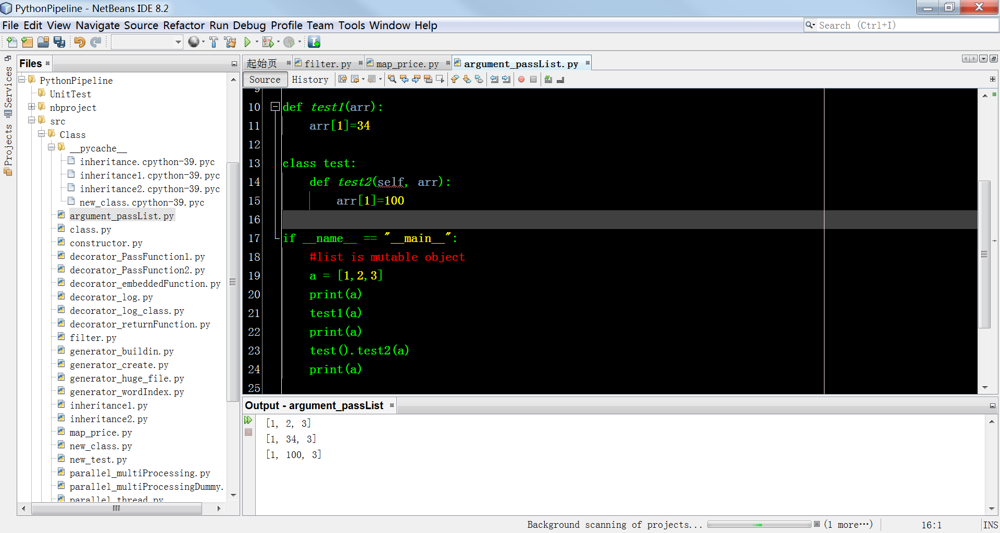 PythonPipeline - NetBeans IDE 8.2
File Edit View Navigate Source Refactor Run Debug Profile Team Tools Window Help
Search (Ctrl+I)
Services
Projects
Files
PythonPipeline
UnitTest
nbproject
src
Class
__pycache__
inheritance.cpython-39.pyc
inheritance1.cpython-39.pyc
inheritance2.cpython-39.pyc
new_class.cpython-39.pyc
argument_passList.py
class.py
constructor.py
decorator_PassFunction1.py
decorator_PassFunction2.py
decorator_embeddedFunction.py
decorator_log.py
decorator_log_class.py
decorator_returnFunction.py
filter.py
generator_buildin.py
generator_create.py
generator_huge_file.py
generator_wordIndex.py
inheritance1.py
inheritance2.py
map_price.py
new_class.py
new_test.py
parallel_multiProcessing.py
parallel_multiProcessingDummy.
parallel_thread.py
起始页 filter.py map_price.py argument_passList.py
Source History
9
10 def test1(arr):
11     arr[1]=34
12
13 class test:
14     def test2(self, arr):
15         arr[1]=100
16
17 if __name__ == "__main__":
18     #list is mutable object
19     a = [1,2,3]
20     print(a)
21     test1(a)
22     print(a)
23     test().test2(a)
24     print(a)
25
Output - argument_passList
[1, 2, 3]
[1, 34, 3]
[1, 100, 3]
Background scanning of projects... (1 more…) 16:1 INS